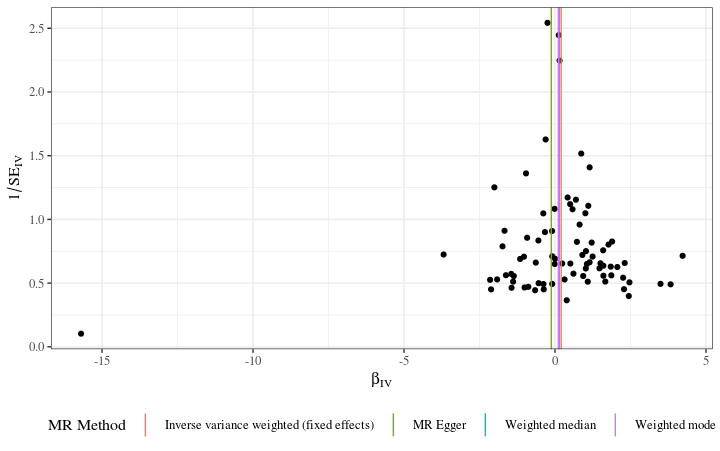 2.5
2.0
1.5
1.0
0.5
0.0
1/SE_IV
-15
-10
-5
0
5
β_IV
MR Method
Inverse variance weighted (fixed effects)
MR Egger
Weighted median
Weighted mode